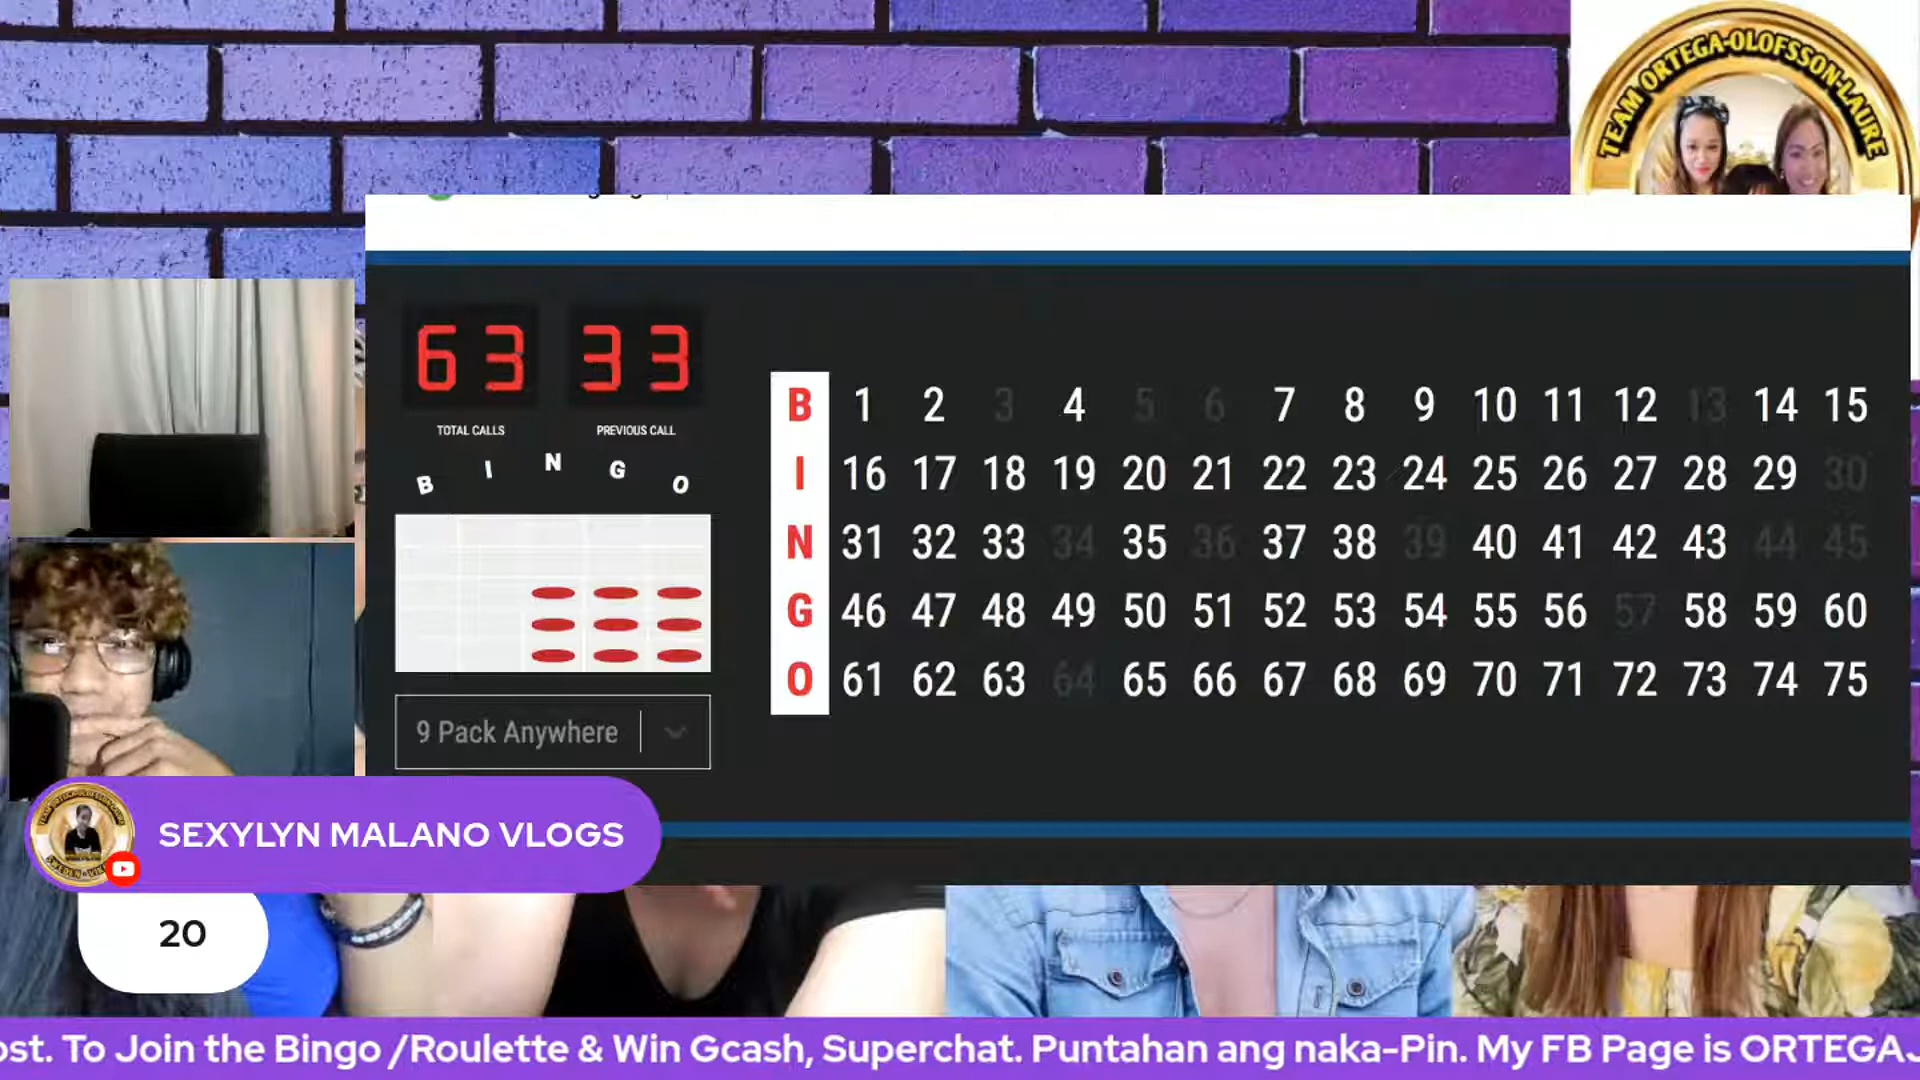 TEAM ORTEGA-OLOFSSON-LAURE
63 33
TOTAL CALLS PREVIOUS CALL
B I N G O
9 Pack Anywhere
B 1 2 3 4 5 6 7 8 9 10 11 12 13 14 15
I 16 17 18 19 20 21 22 23 24 25 26 27 28 29 30
N 31 32 33 34 35 36 37 38 39 40 41 42 43 44 45
G 46 47 48 49 50 51 52 53 54 55 56 57 58 59 60
O 61 62 63 64 65 66 67 68 69 70 71 72 73 74 75
SEXYLYN MALANO VLOGS
20
ost. To Join the Bingo /Roulette & Win Gcash, Superchat. Puntahan ang naka-Pin. My FB Page is ORTEGAJ